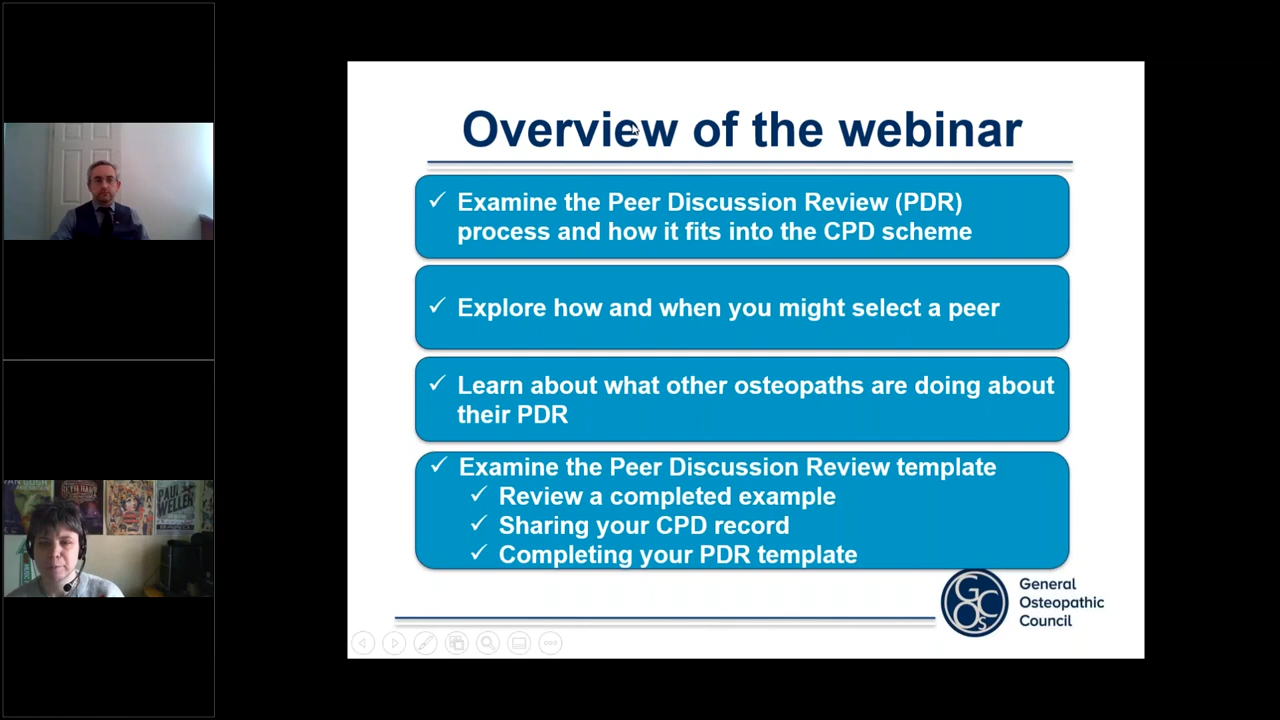 Overview of the webinar
✓ Examine the Peer Discussion Review (PDR)
process and how it fits into the CPD scheme
✓ Explore how and when you might select a peer
✓ Learn about what other osteopaths are doing about
their PDR
✓ Examine the Peer Discussion Review template
✓ Review a completed example
✓ Sharing your CPD record
✓ Completing your PDR template
GOsC
General
Osteopathic
Council
PAUL
WELLER